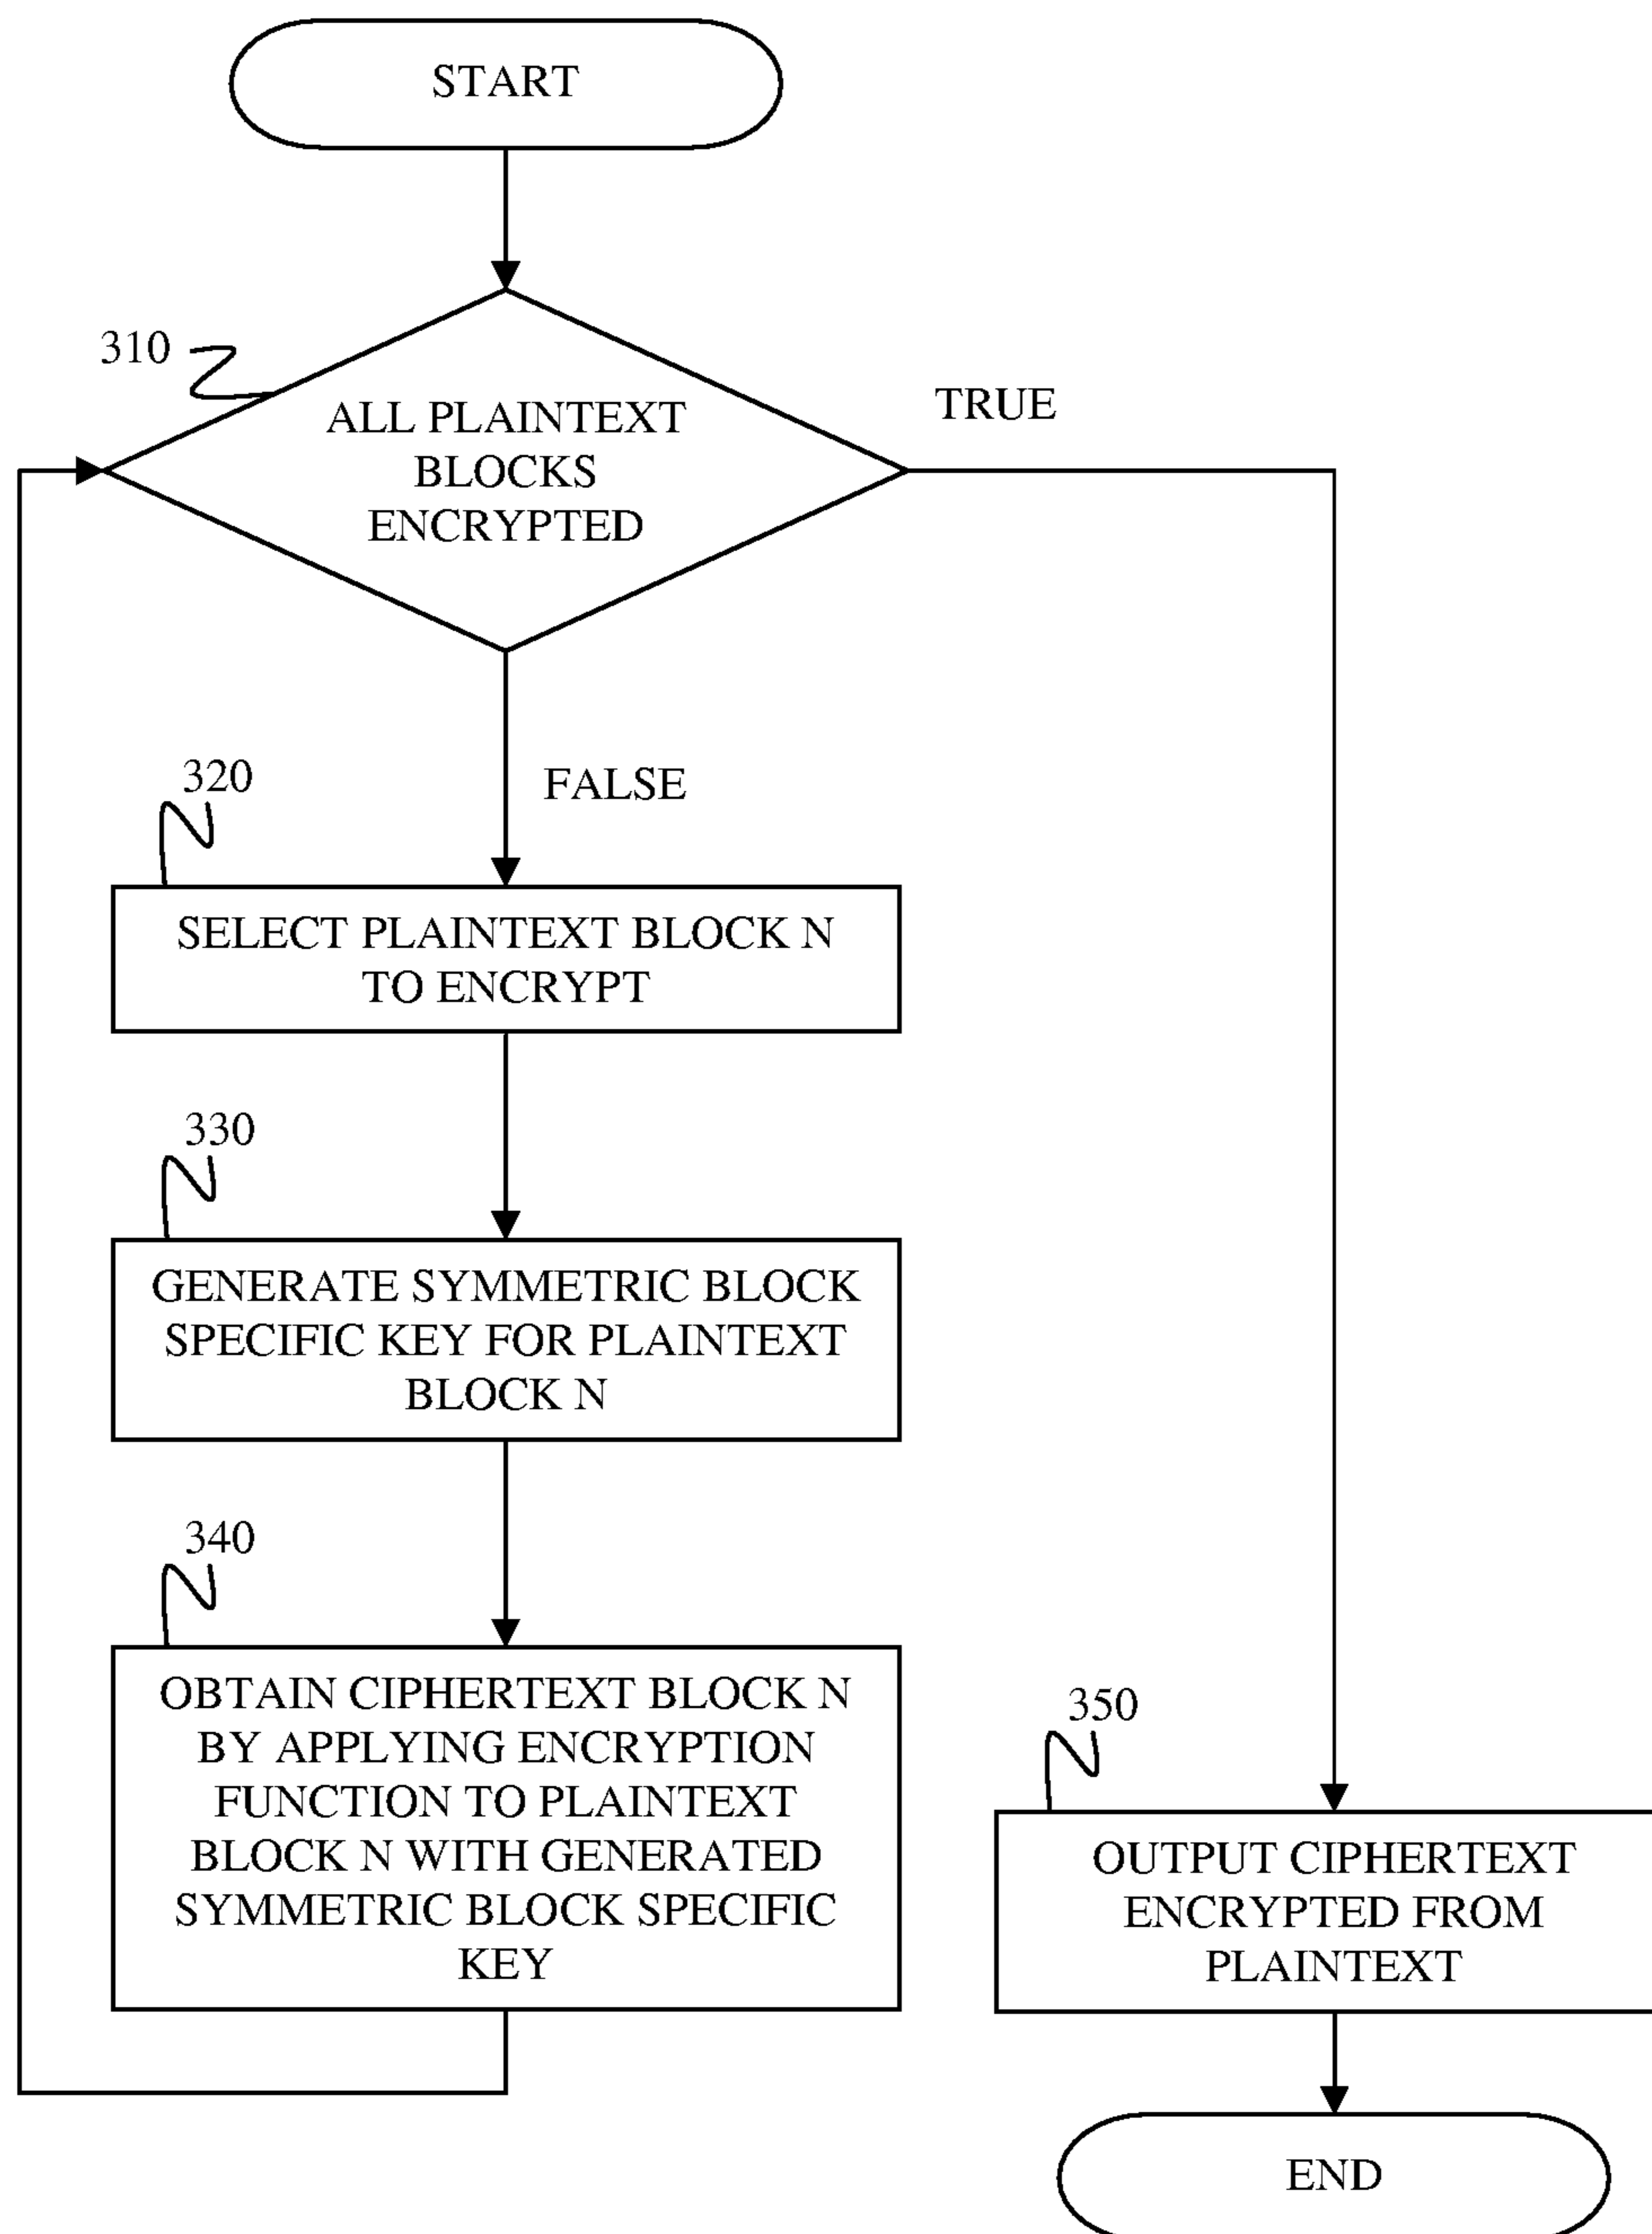 START
310
ALL PLAINTEXT
BLOCKS
ENCRYPTED
TRUE
FALSE
320
SELECT PLAINTEXT BLOCK N
TO ENCRYPT
330
GENERATE SYMMETRIC BLOCK
SPECIFIC KEY FOR PLAINTEXT
BLOCK N
340
OBTAIN CIPHERTEXT BLOCK N
BY APPLYING ENCRYPTION
FUNCTION TO PLAINTEXT
BLOCK N WITH GENERATED
SYMMETRIC BLOCK SPECIFIC
KEY
350
OUTPUT CIPHERTEXT
ENCRYPTED FROM
PLAINTEXT
END